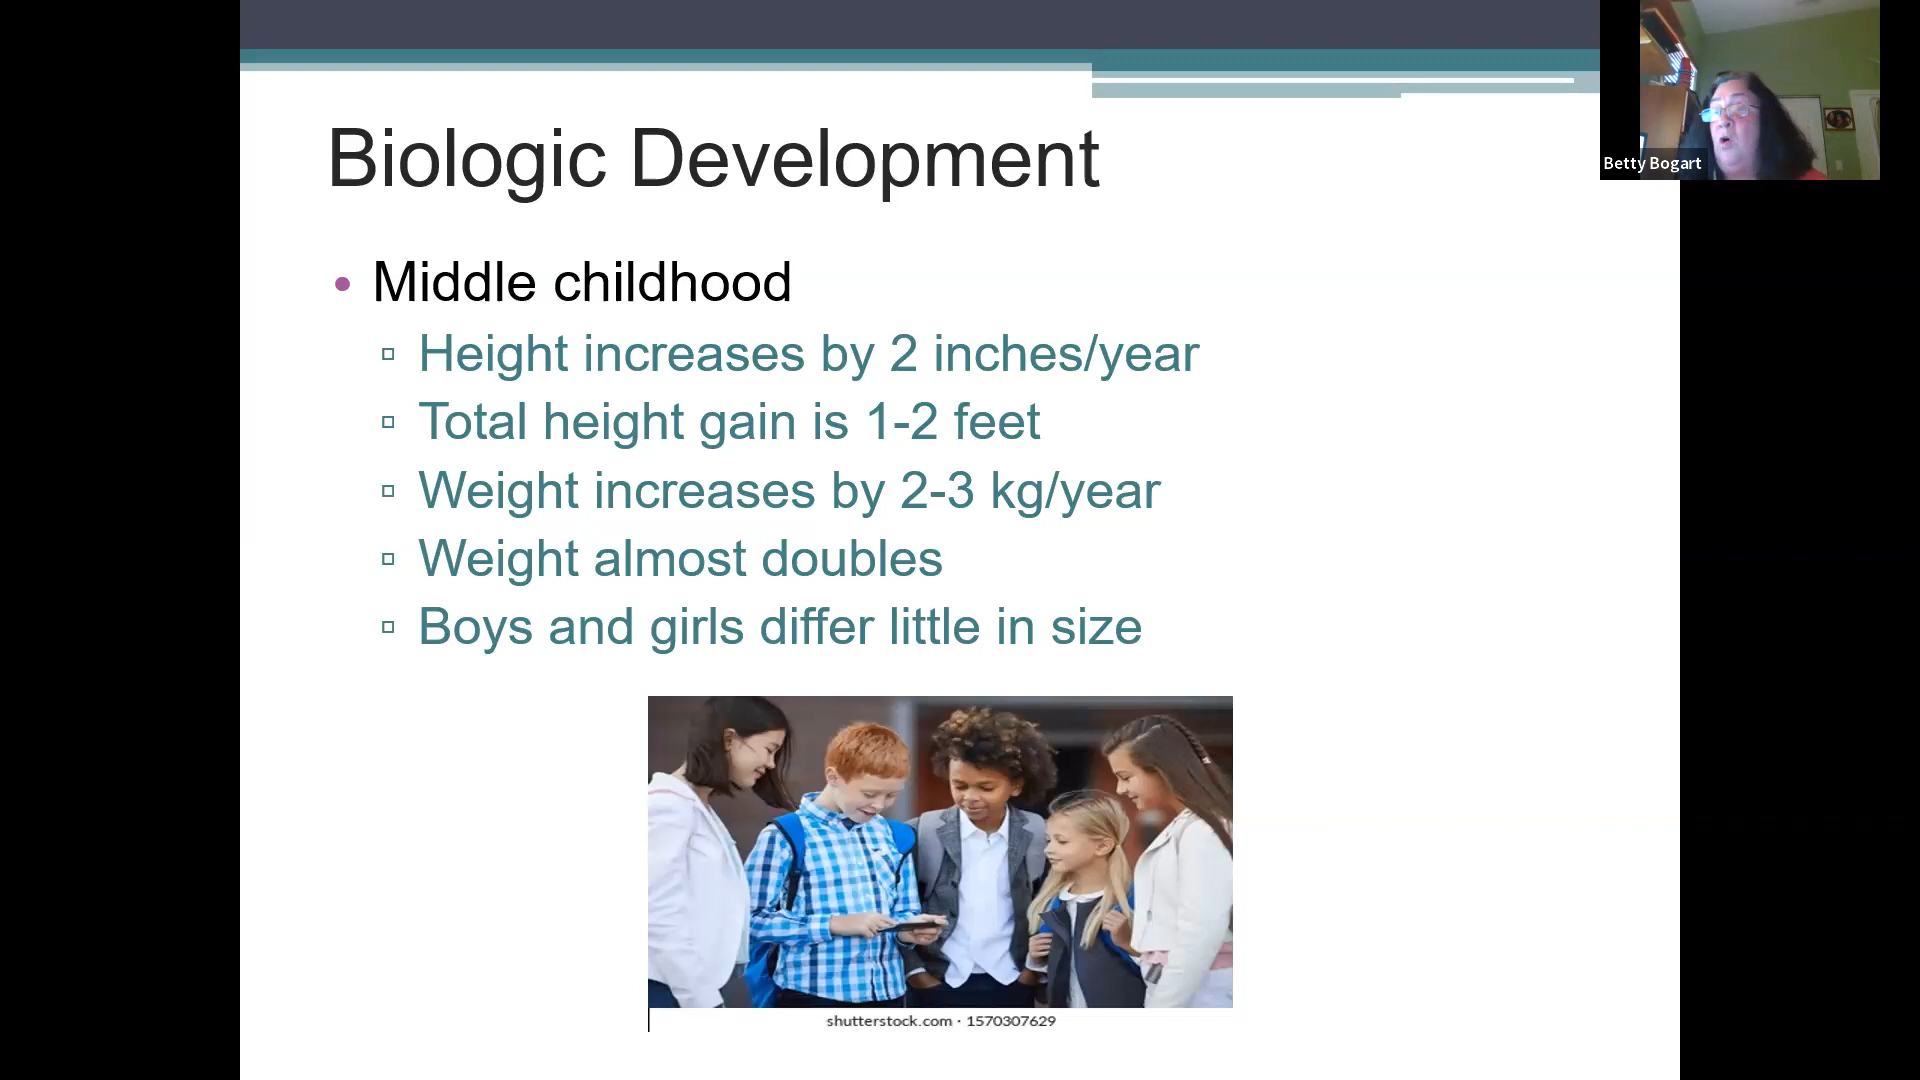 Biologic Development
Betty Bogart
• Middle childhood
▫ Height increases by 2 inches/year
▫ Total height gain is 1-2 feet
▫ Weight increases by 2-3 kg/year
▫ Weight almost doubles
▫ Boys and girls differ little in size
shutterstock.com · 1570307629